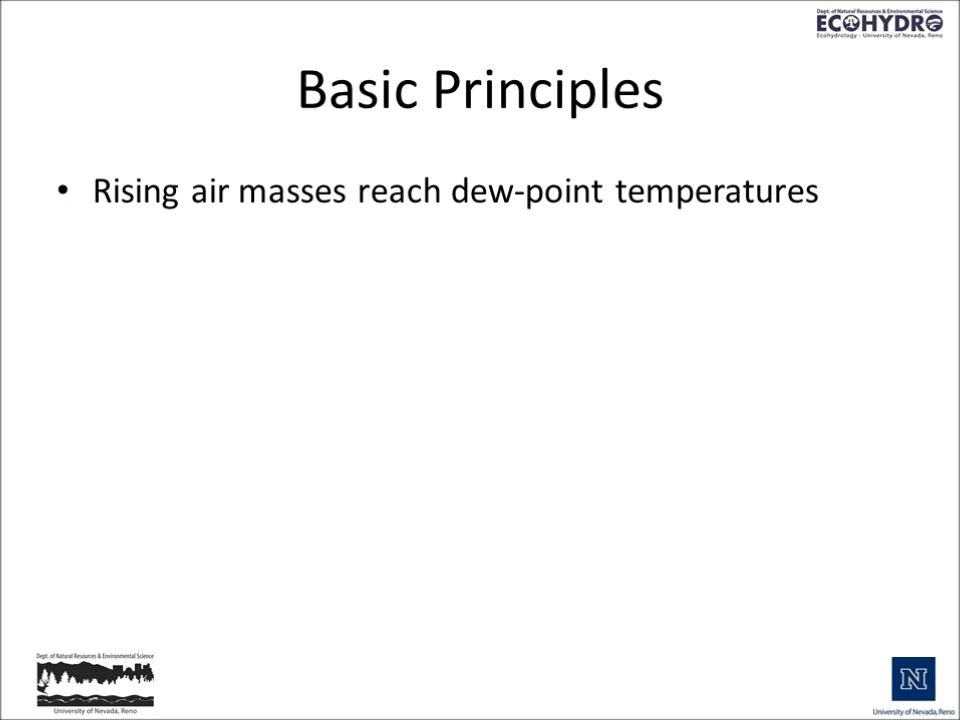 Dept. of Natural Resources & Environmental Science
ECOHYDRO
Ecohydrology - University of Nevada, Reno
Basic Principles
• Rising air masses reach dew-point temperatures
Dept. of Natural Resources & Environmental Science
University of Nevada, Reno
N
University of Nevada, Reno